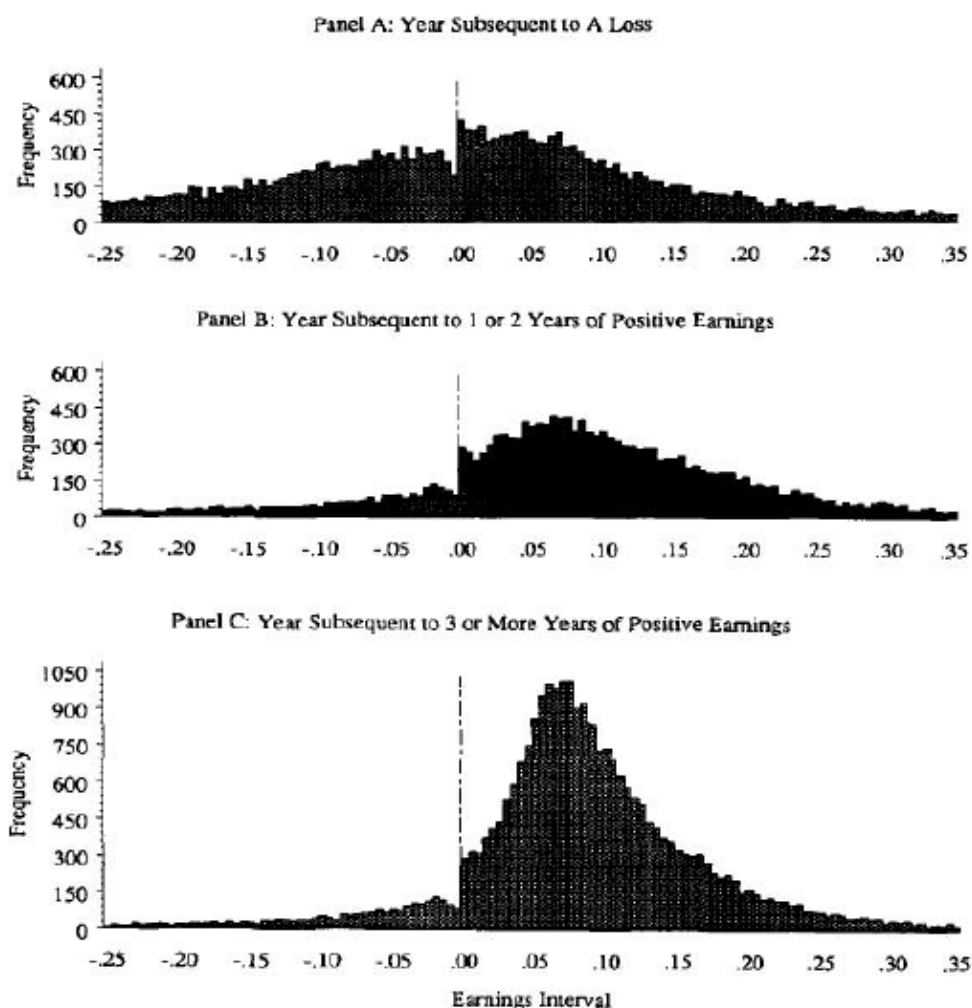 Panel A: Year Subsequent to A Loss
600
450
300
150
0
Frequency
-.25 -.20 -.15 -.10 -.05 .00 .05 .10 .15 .20 .25 .30 .35
Panel B: Year Subsequent to 1 or 2 Years of Positive Earnings
600
450
300
150
0
Frequency
-.25 -.20 -.15 -.10 -.05 .00 .05 .10 .15 .20 .25 .30 .35
Panel C: Year Subsequent to 3 or More Years of Positive Earnings
1050
900
750
600
450
300
150
0
Frequency
-.25 -.20 -.15 -.10 -.05 .00 .05 .10 .15 .20 .25 .30 .35
Earnings Interval